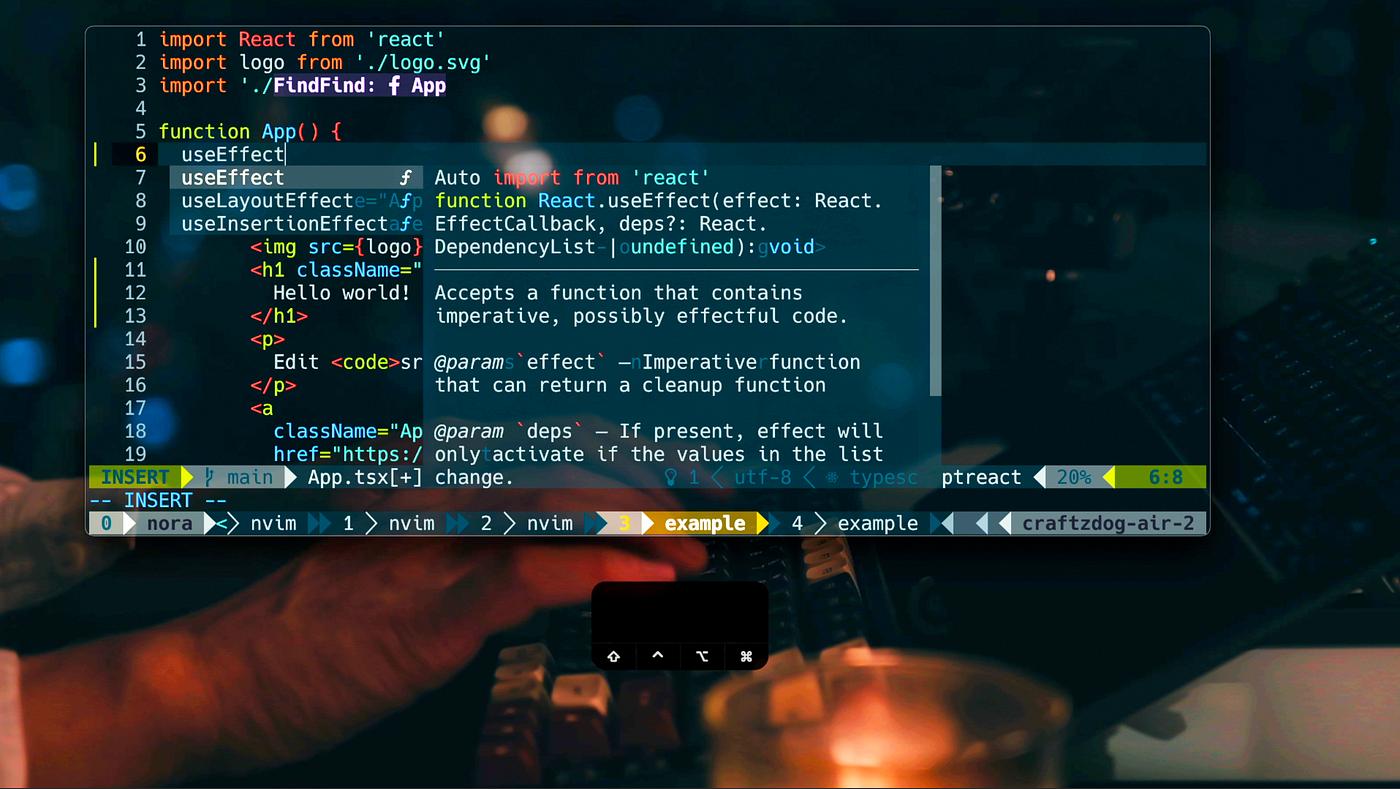 1 import React from 'react'
2 import logo from './logo.svg'
3 import './FindFind: ƒ App
4
5 function App() {
6 useEffect
7 useEffect ƒ Auto import from 'react'
8 useLayoutEffecte="Apƒp function React.useEffect(effect: React.
9 useInsertionEffectaƒe EffectCallback, deps?: React.
10 <img src={logo} DependencyList-|oundefined):gvoid>
11 <h1 className="
12 Hello world! Accepts a function that contains
13 </h1> imperative, possibly effectful code.
14 <p>
15 Edit <code>sr @params`effect` —nImperativerfunction
16 </p> that can return a cleanup function
17 <a
18 className="Ap @param `deps` — If present, effect will
19 href="https:/ onlytactivate if the values in the list
INSERT main App.tsx[+] change. 1 utf-8 typesc ptreact 20% 6:8
-- INSERT --
0 nora <> nvim 1 nvim 2 nvim 3 example 4 example craftzdog-air-2
⇧ ⌃ ⌥ ⌘